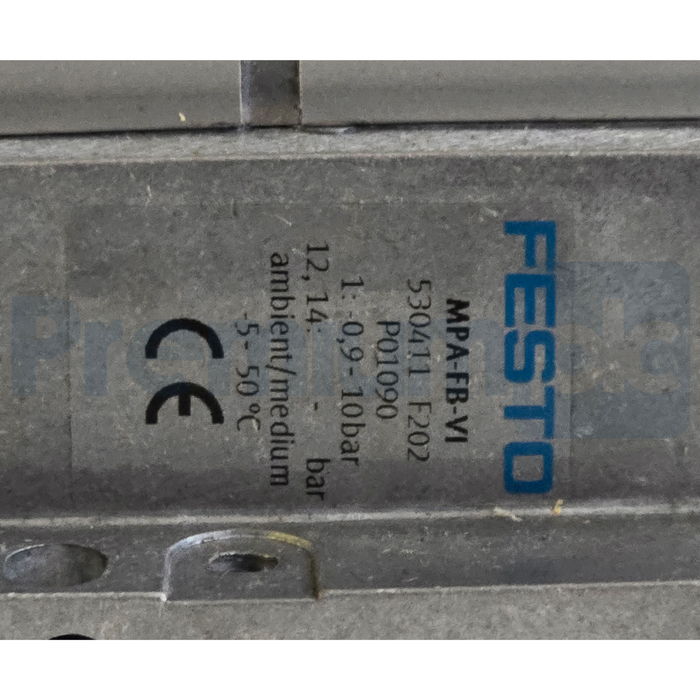 FESTO
MPA-FB-VI
530411 F202
P01090
1: -0,9-10bar
12, 14: - bar
ambient/medium
-5- 50°C
CE